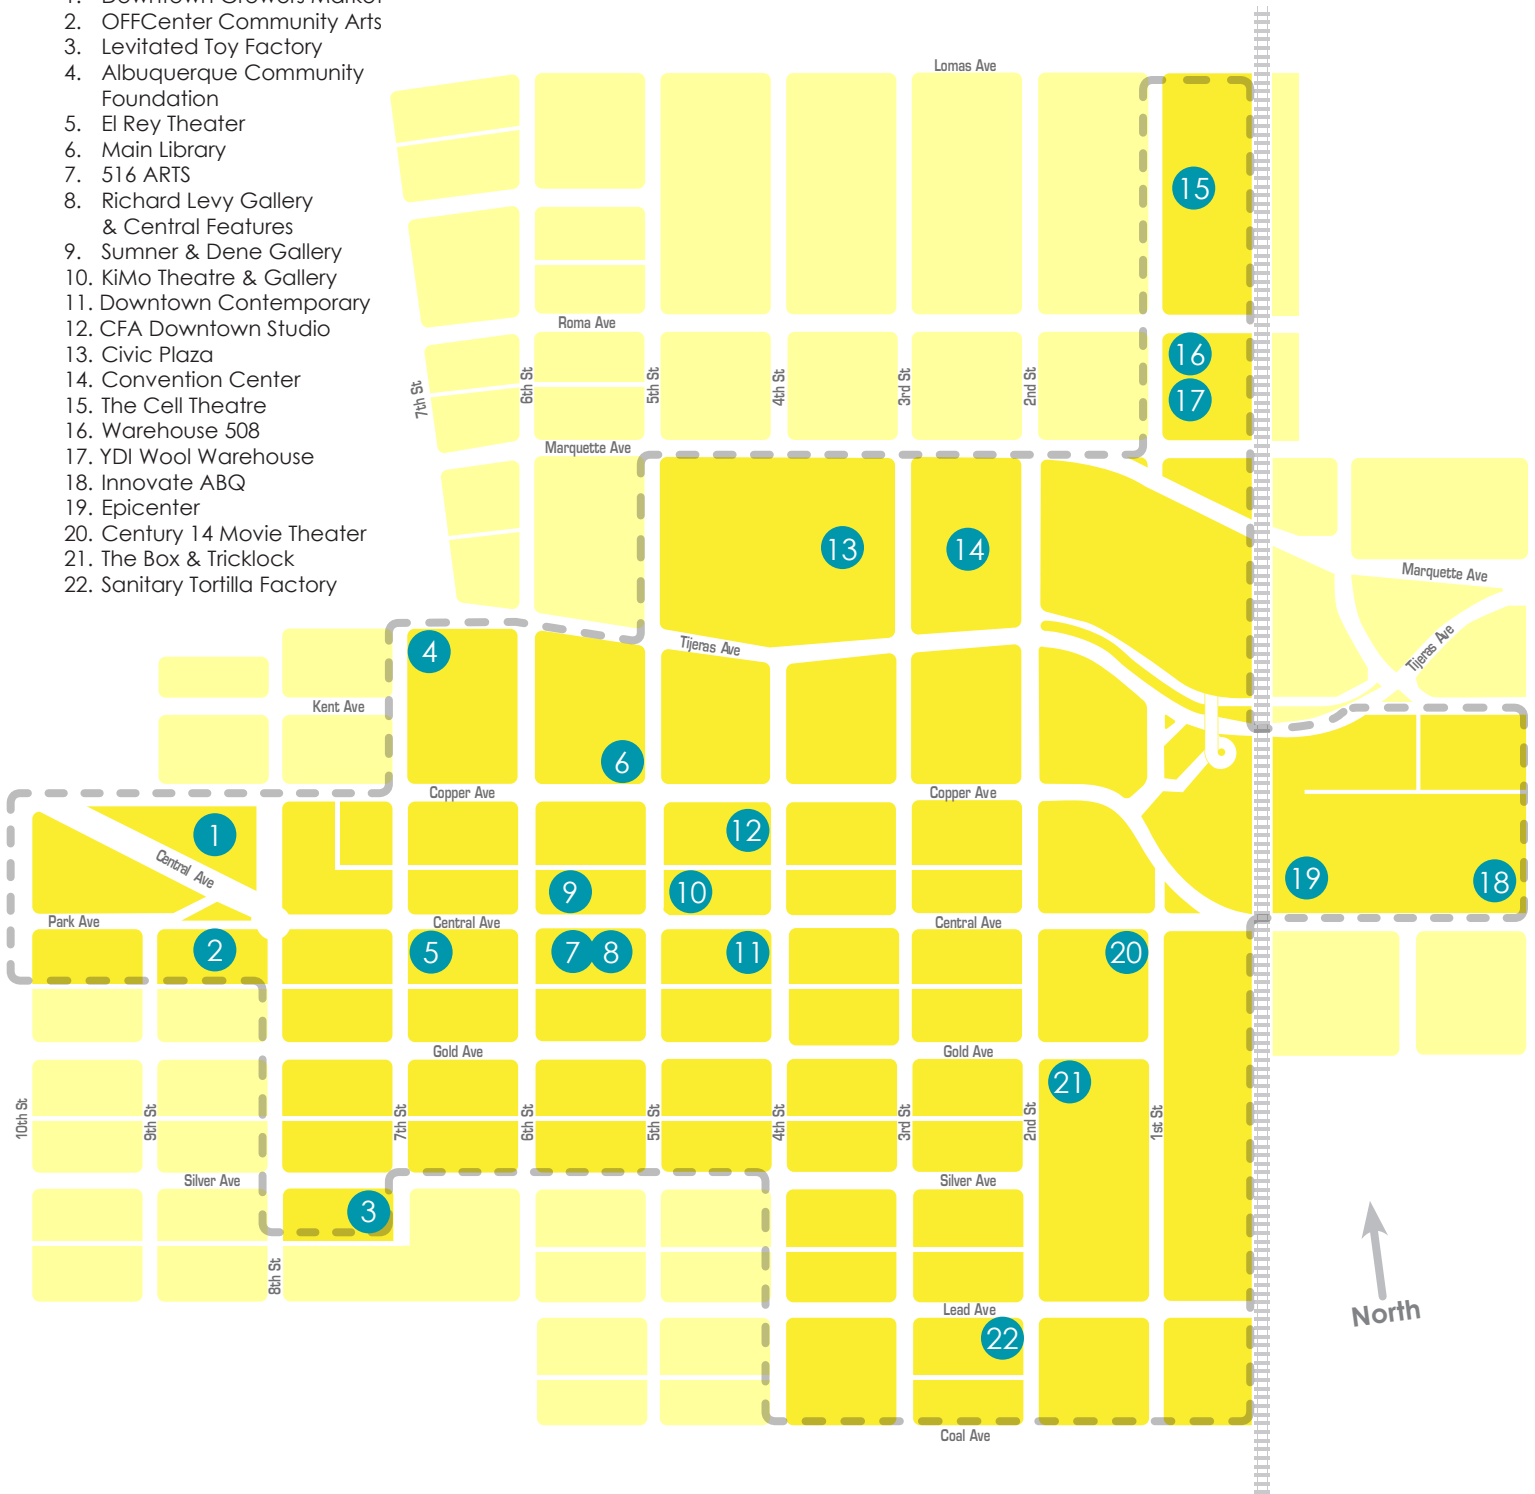 1. Downtown Growers Market
2. OFFCenter Community Arts
3. Levitated Toy Factory
4. Albuquerque Community
Foundation
5. El Rey Theater
6. Main Library
7. 516 ARTS
8. Richard Levy Gallery
& Central Features
9. Sumner & Dene Gallery
10. KiMo Theatre & Gallery
11. Downtown Contemporary
12. CFA Downtown Studio
13. Civic Plaza
14. Convention Center
15. The Cell Theatre
16. Warehouse 508
17. YDI Wool Warehouse
18. Innovate ABQ
19. Epicenter
20. Century 14 Movie Theater
21. The Box & Tricklock
22. Sanitary Tortilla Factory
Lomas Ave
15
Roma Ave
16
7th St
6th St
5th St
4th St
3rd St
2nd St
17
Marquette Ave
13
14
Marquette Ave
4
Tijeras Ave
Tijeras Ave
Kent Ave
6
Copper Ave
Copper Ave
1
12
Central Ave
9
10
19
18
Park Ave
Central Ave
Central Ave
2
5
7
8
11
20
Gold Ave
Gold Ave
21
10th St
9th St
7th St
6th St
5th St
4th St
3rd St
2nd St
1st St
Silver Ave
Silver Ave
3
8th St
Lead Ave
North
22
Coal Ave